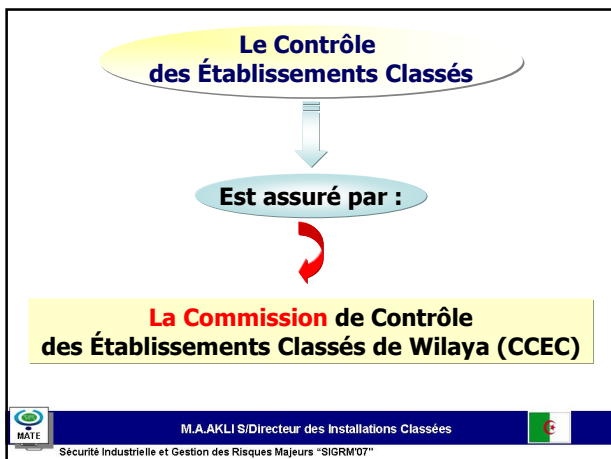 Le Contrôle
des Établissements Classés
Est assuré par :
La Commission de Contrôle
des Établissements Classés de Wilaya (CCEC)
MATE
M.A.AKLI S/Directeur des Installations Classées
Sécurité Industrielle et Gestion des Risques Majeurs "SIGRM'07"